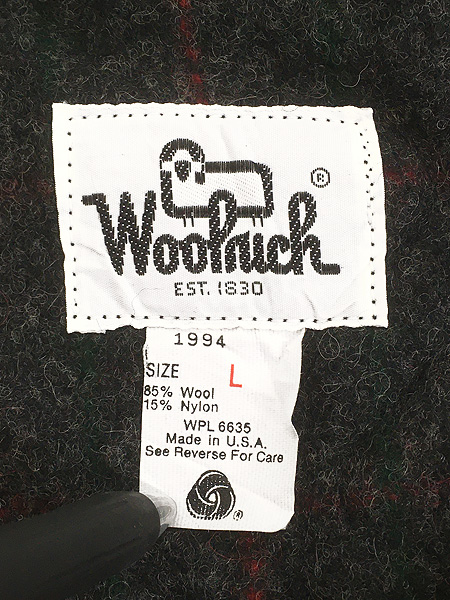 Woolrich ®
EST. 1830
1994
SIZE L
85% Wool
15% Nylon
WPL 6635
Made in U.S.A.
See Reverse For Care
®